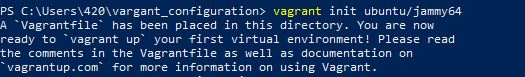 PS C:\Users\420\vargant_configuration> vagrant init ubuntu/jammy64
A `Vagrantfile` has been placed in this directory. You are now
ready to `vagrant up` your first virtual environment! Please read
the comments in the Vagrantfile as well as documentation on
`vagrantup.com` for more information on using Vagrant.